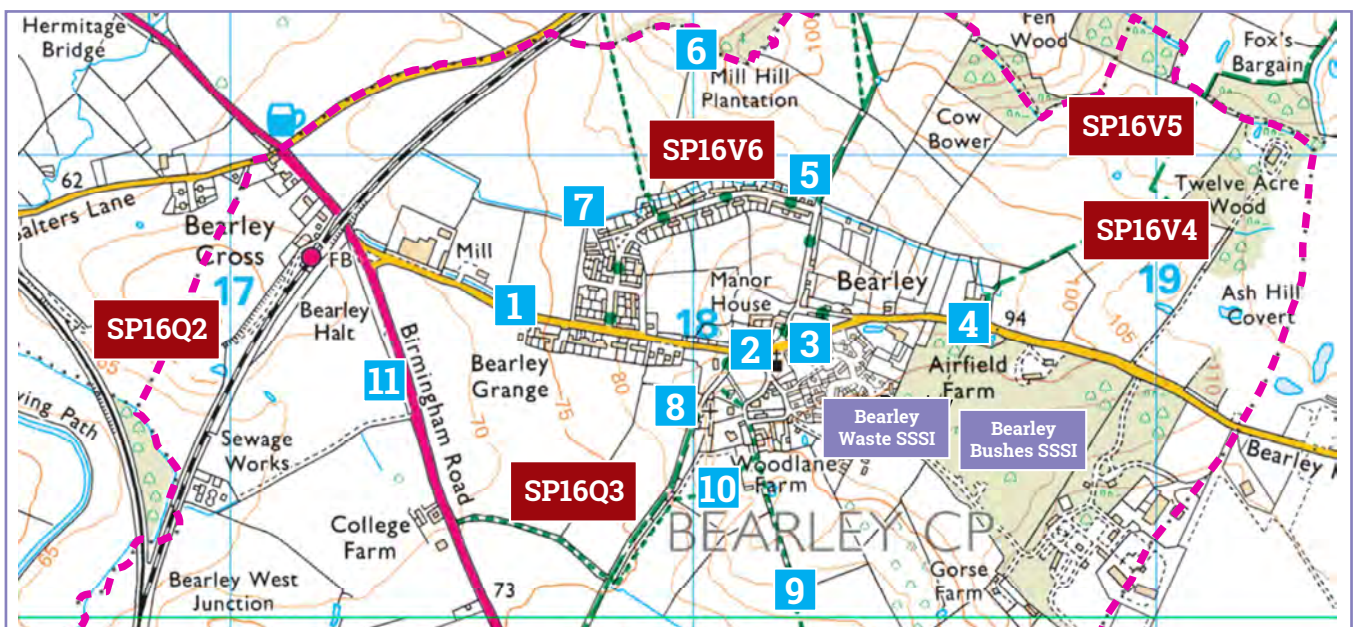 Hermitage
Bridge
6
Mill Hill
Plantation
100
Fen
Wood
Fox's
Bargain
Cow
Bower
SP16V5
SP16V6
62
Bearley
Cross
FB
17
Mill
7
5
Twelve Acre
Wood
SP16V4
19
Manor
House
Bearley
100
105
Ash Hill
Covert
SP16Q2
Bearley
Halt
1
18
2
3
4
94
Airfield
Farm
110
65
11
Birmingham Road
Bearley
Grange
80
75
70
8
Bearley
Waste SSSI
Bearley
Bushes SSSI
Path
Sewage
Works
SP16Q3
10
Woodlane
Farm
Bearley
BEARLEY CP
College
Farm
65
Bearley West
Junction
73
9
Gorse
Farm